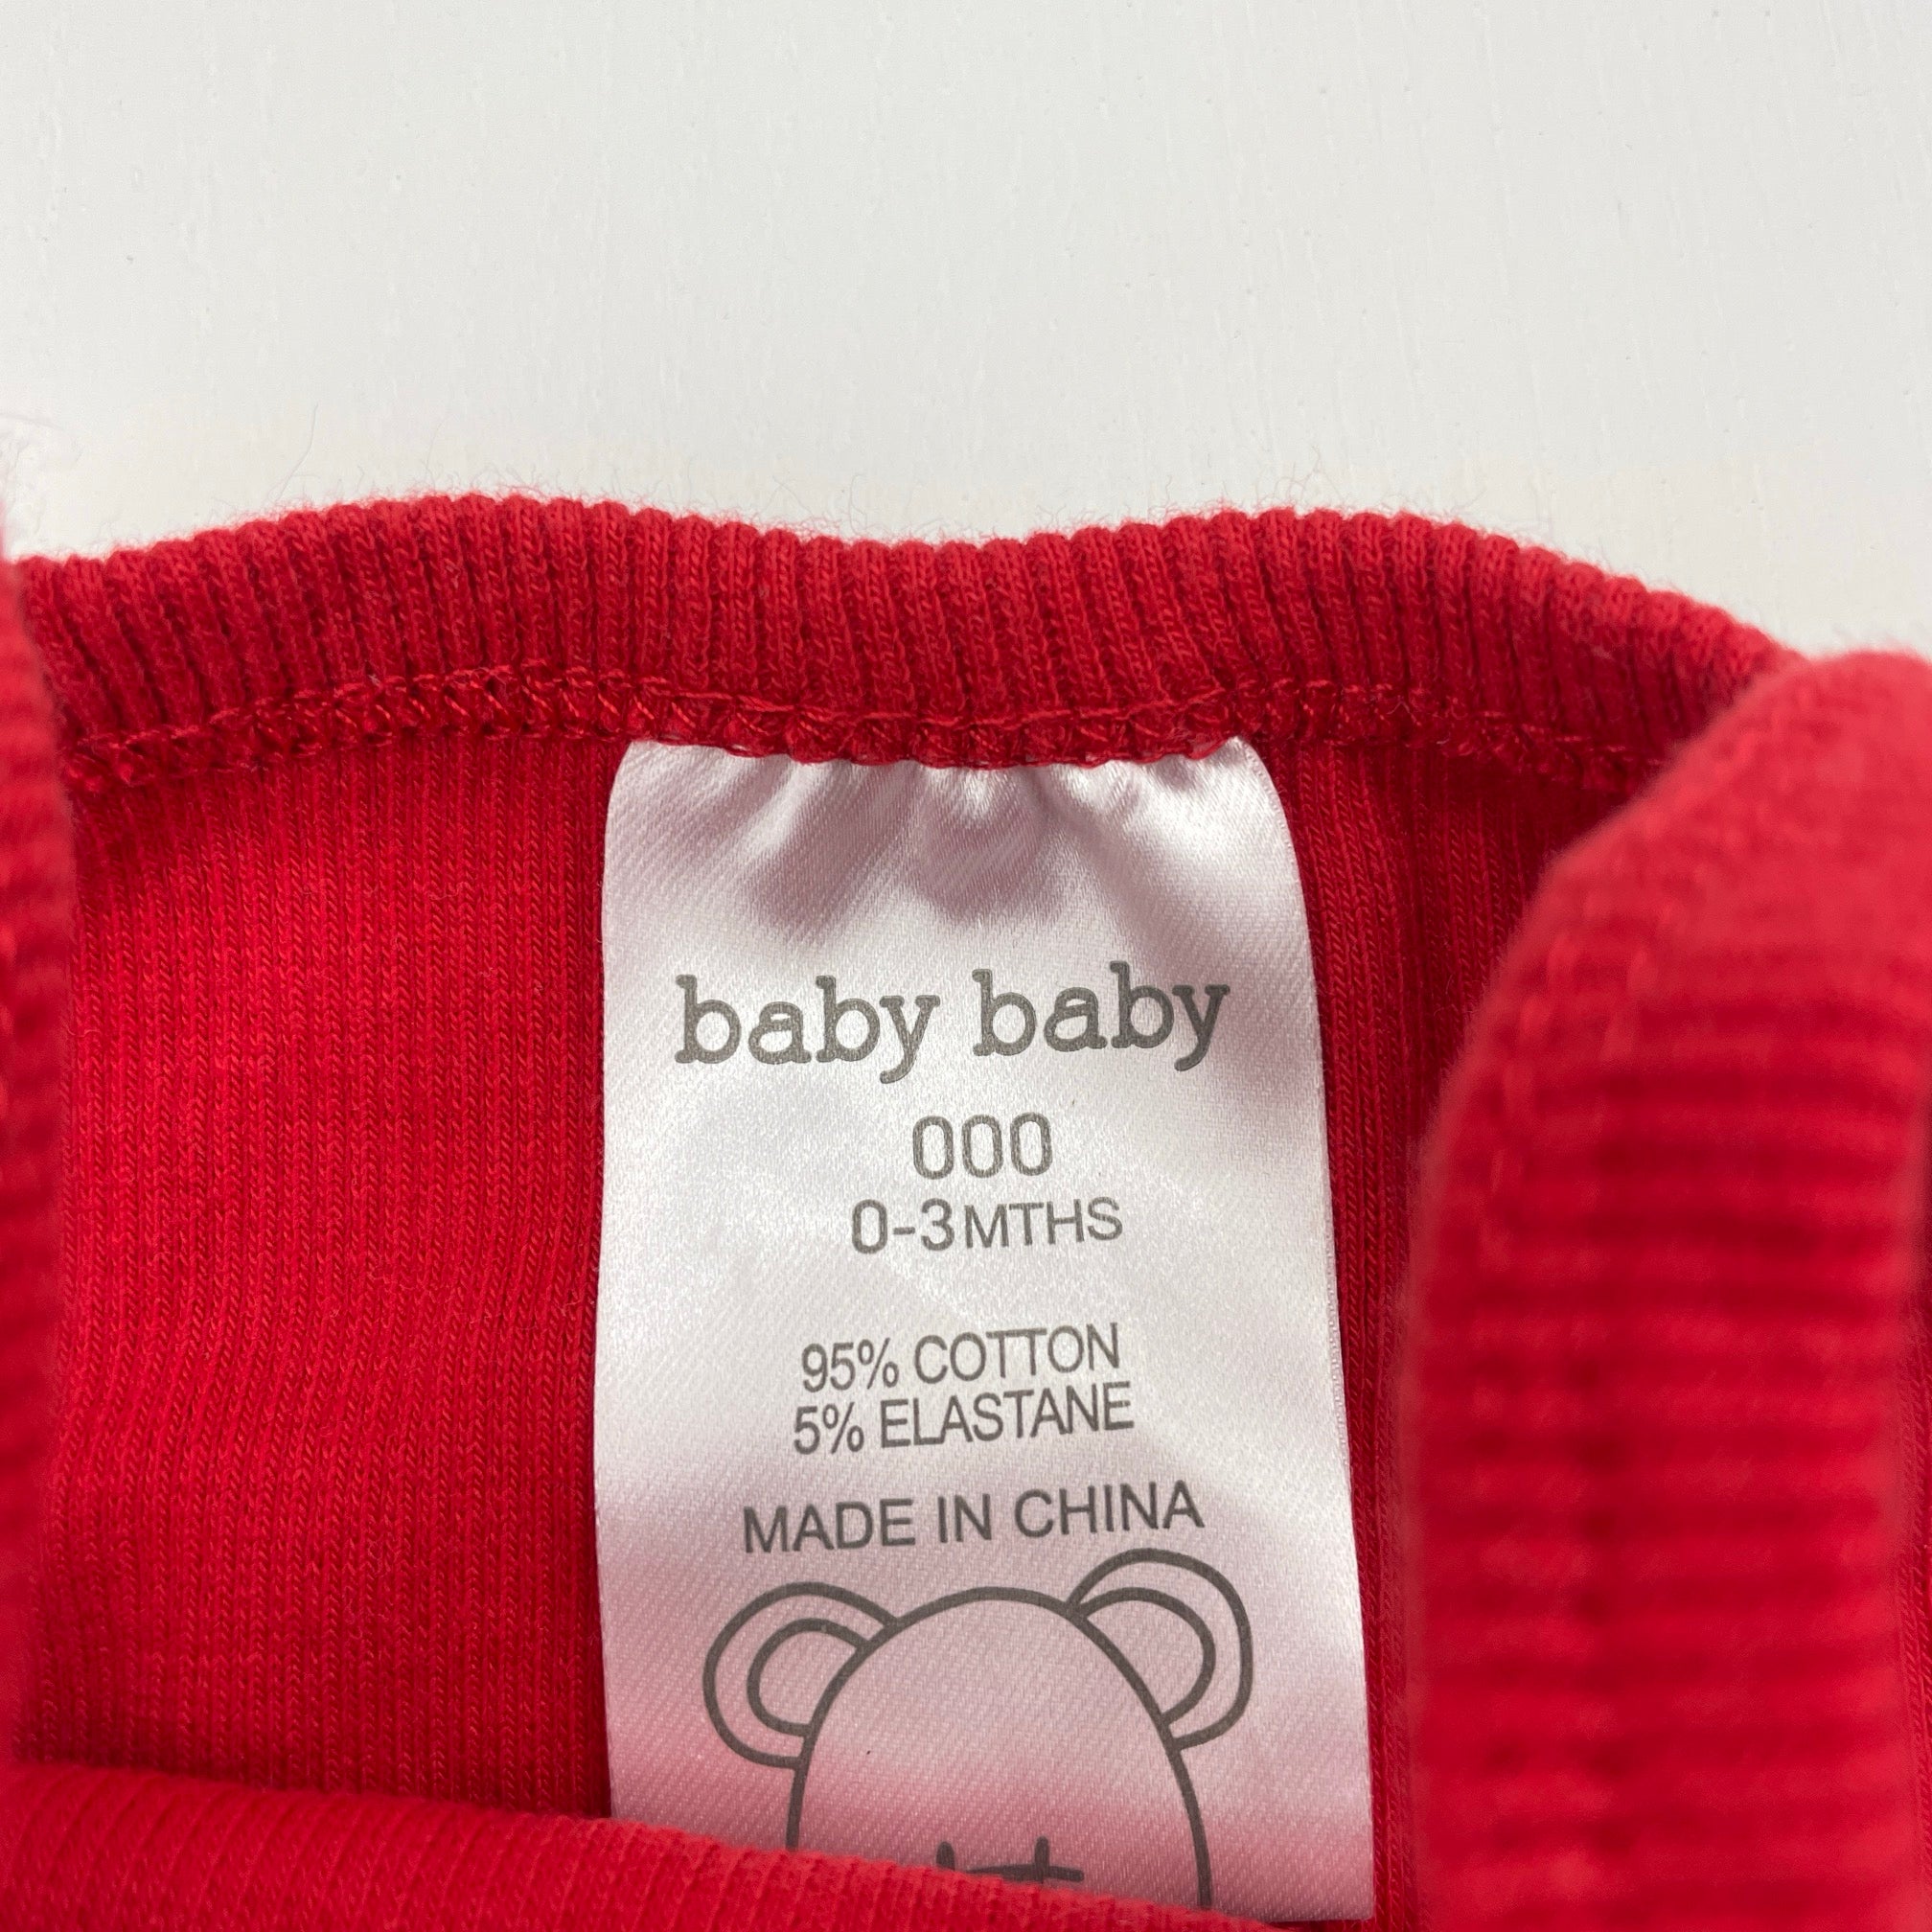 baby baby
000
0-3MTHS
95% COTTON
5% ELASTANE
MADE IN CHINA